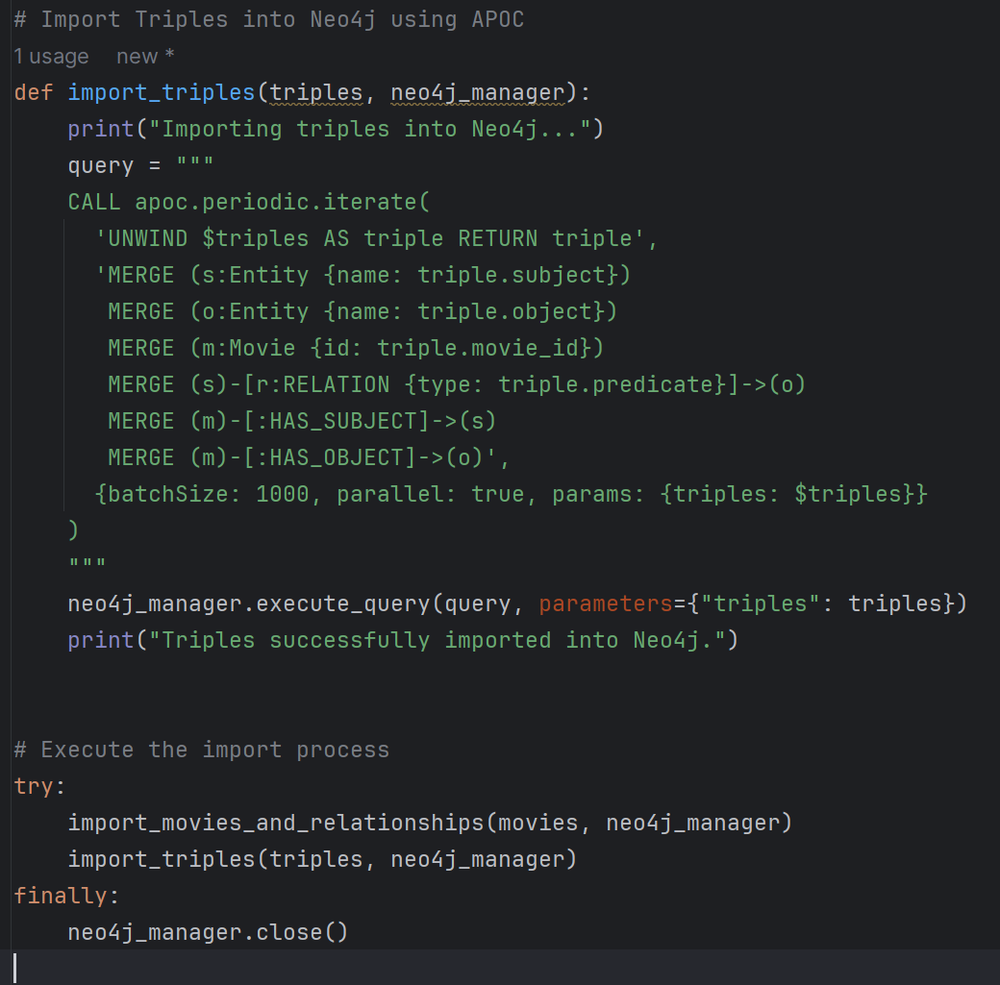 # Import Triples into Neo4j using APOC
1 usage new *
def import_triples(triples, neo4j_manager):
    print("Importing triples into Neo4j...")
    query = """
    CALL apoc.periodic.iterate(
      'UNWIND $triples AS triple RETURN triple',
      'MERGE (s:Entity {name: triple.subject})
       MERGE (o:Entity {name: triple.object})
       MERGE (m:Movie {id: triple.movie_id})
       MERGE (s)-[r:RELATION {type: triple.predicate}]->(o)
       MERGE (m)-[:HAS_SUBJECT]->(s)
       MERGE (m)-[:HAS_OBJECT]->(o)',
      {batchSize: 1000, parallel: true, params: {triples: $triples}}
    )
    """
    neo4j_manager.execute_query(query, parameters={"triples": triples})
    print("Triples successfully imported into Neo4j.")
# Execute the import process
try:
    import_movies_and_relationships(movies, neo4j_manager)
    import_triples(triples, neo4j_manager)
finally:
    neo4j_manager.close()